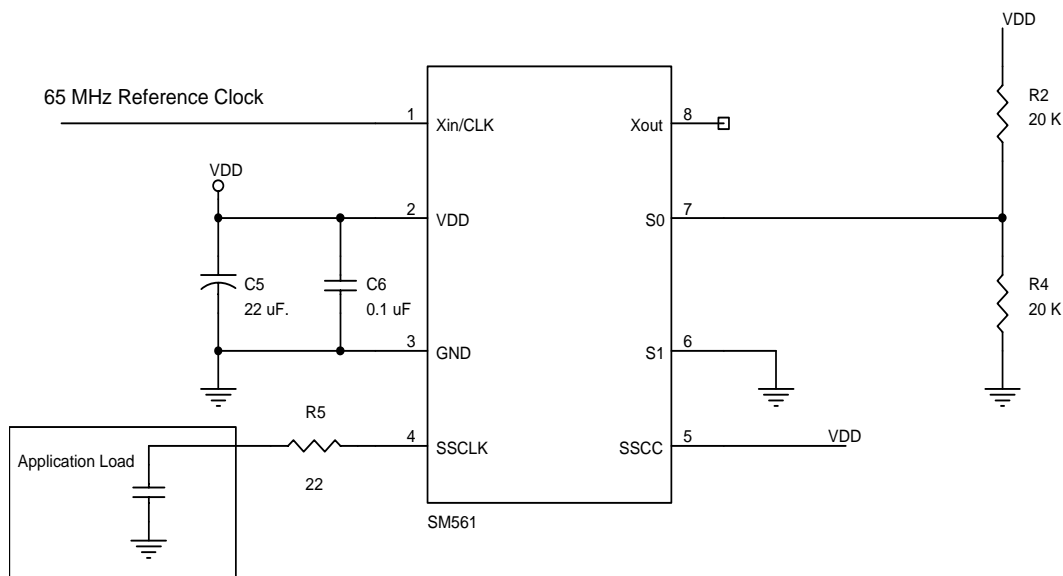 VDD
R2
20 K
65 MHz Reference Clock
1
Xin/CLK
Xout
8
VDD
2
VDD
S0
7
C5
22 uF.
C6
0.1 uF
R4
20 K
3
GND
S1
6
R5
22
4
SSCLK
SSCC
5
VDD
Application Load
SM561